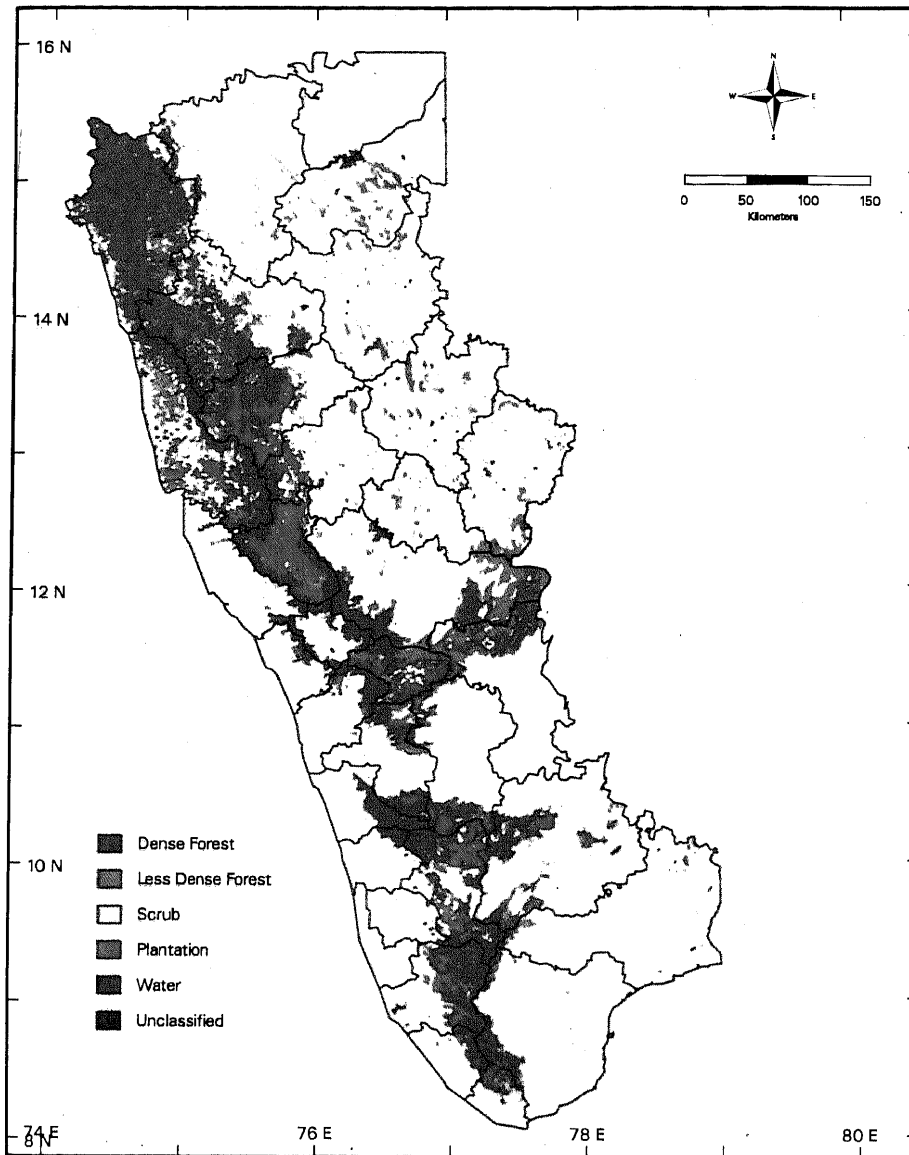 16 N
N
W E
S
0 50 100 150
Kilometers
14 N
12 N
Dense Forest
Less Dense Forest
10 N
Scrub
Plantation
Water
Unclassified
74 E 76 E 78 E 80 E
8 N